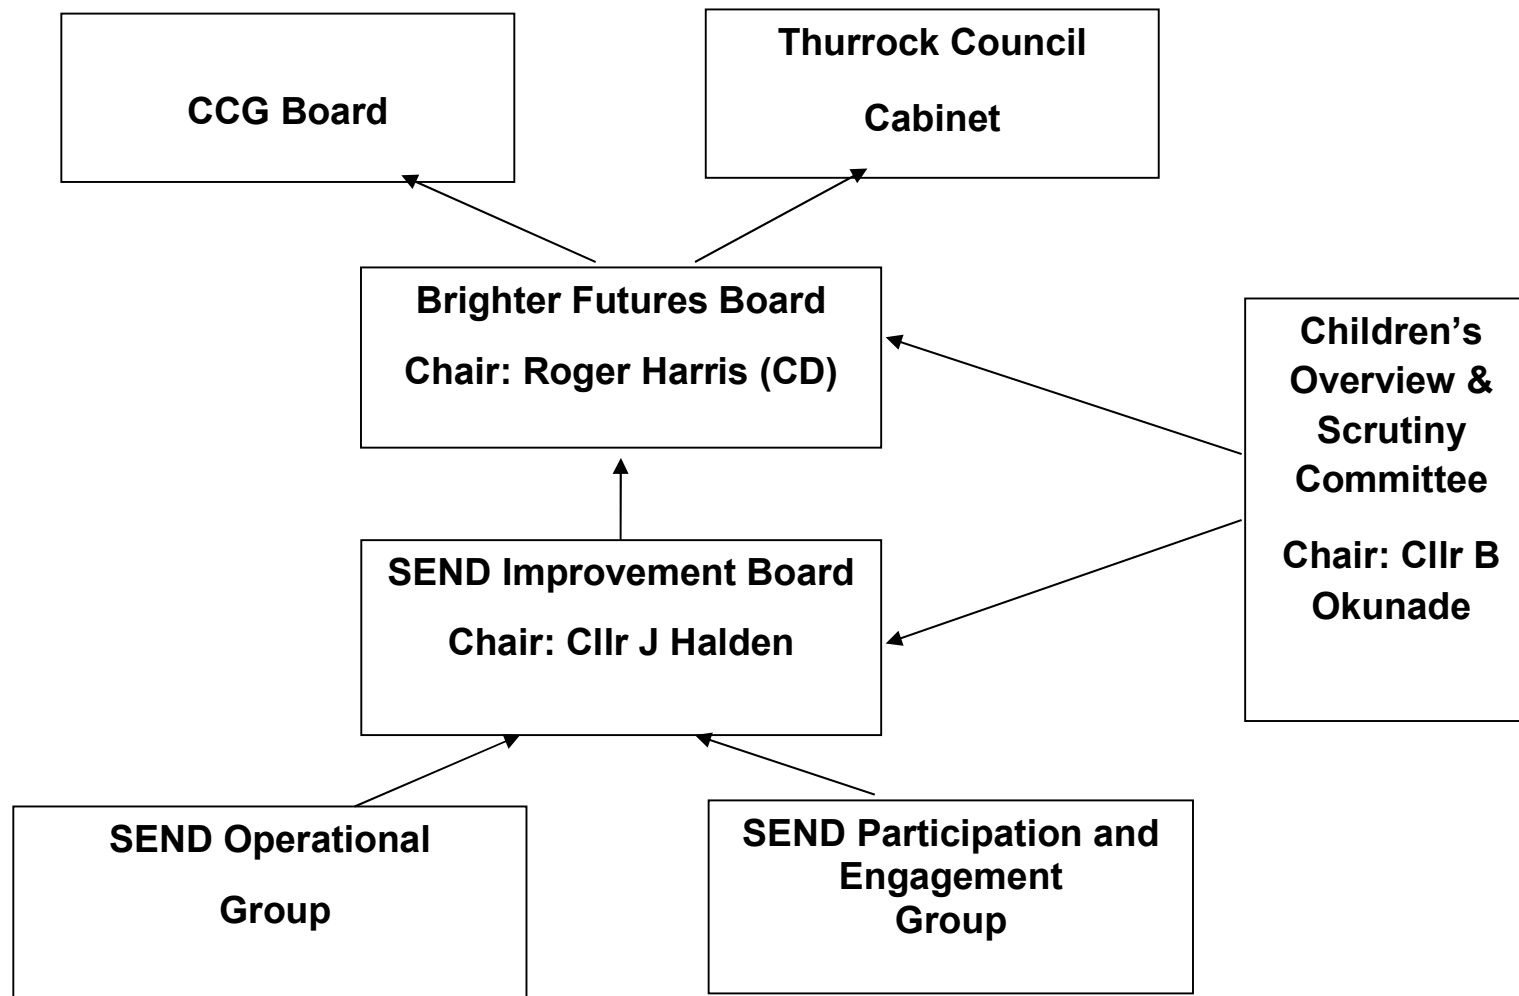 CCG Board
Thurrock Council
Cabinet
Brighter Futures Board
Chair: Roger Harris (CD)
Children’s
Overview &
Scrutiny
Committee
Chair: Cllr B
Okunade
SEND Improvement Board
Chair: Cllr J Halden
SEND Operational
Group
SEND Participation and
Engagement
Group